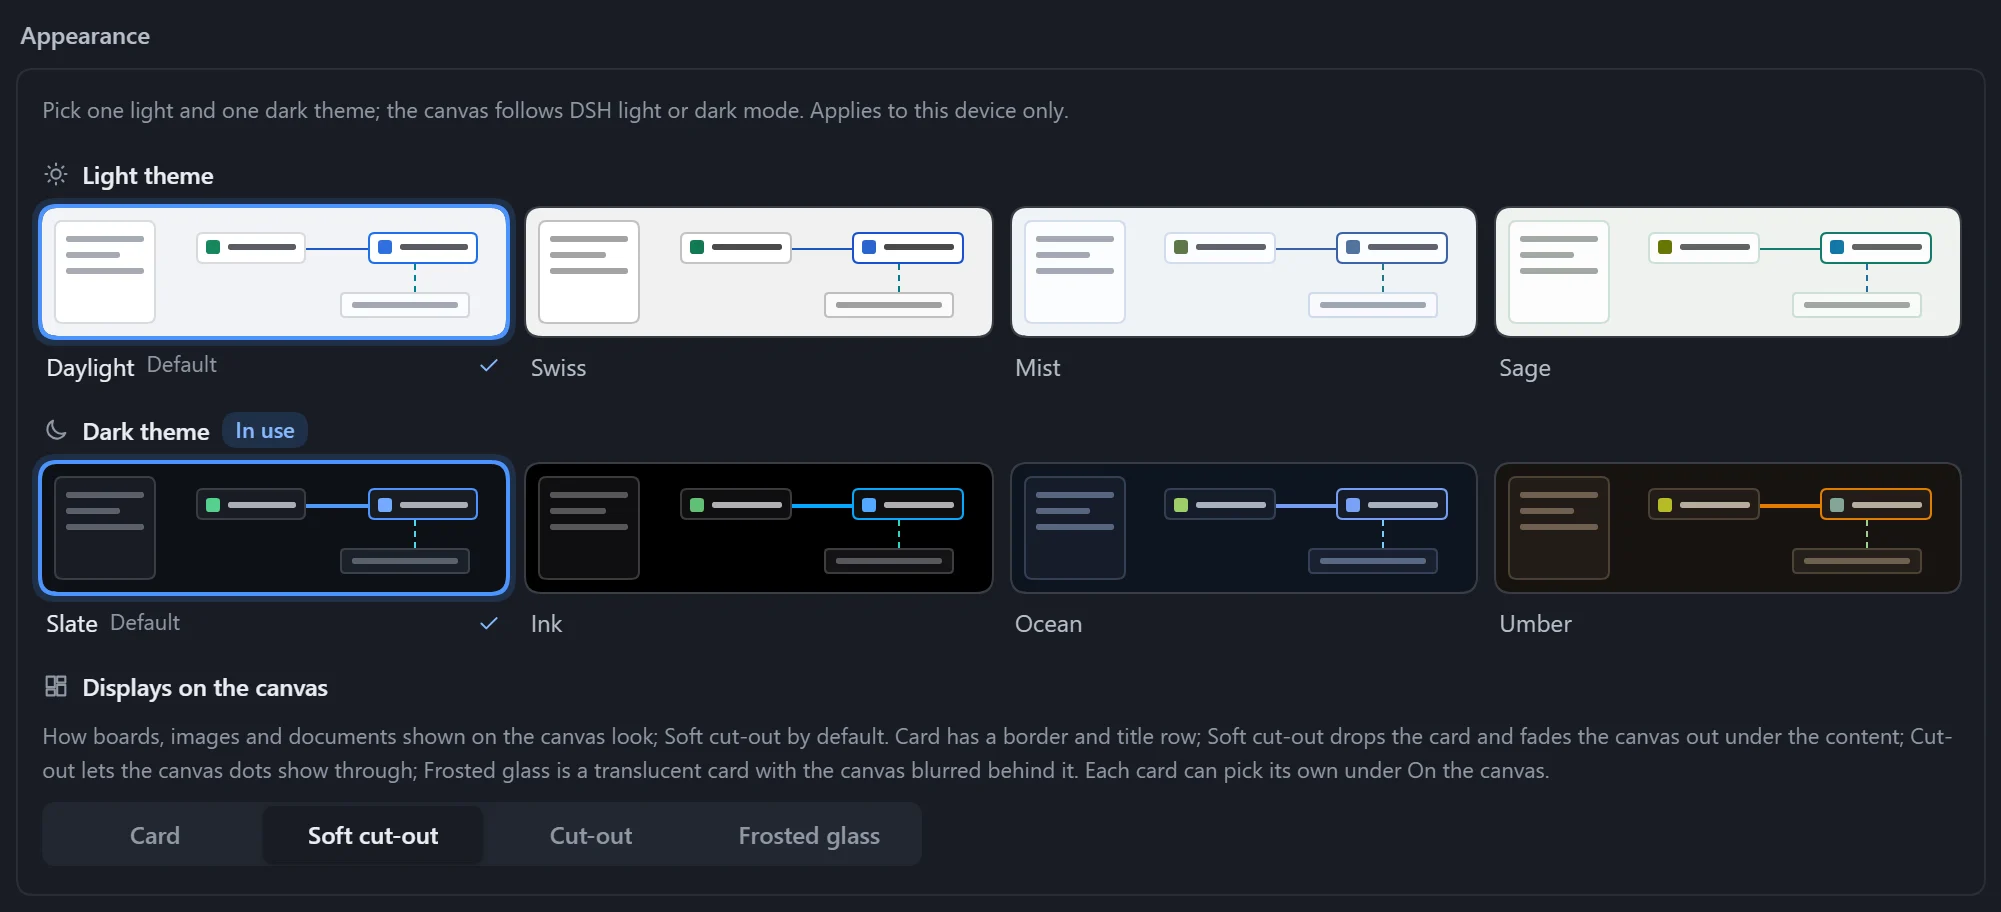 Appearance
Pick one light and one dark theme; the canvas follows DSH light or dark mode. Applies to this device only.
Light theme
Daylight Default
Swiss
Mist
Sage
Dark theme In use
Slate Default
Ink
Ocean
Umber
Displays on the canvas
How boards, images and documents shown on the canvas look; Soft cut-out by default. Card has a border and title row; Soft cut-out drops the card and fades the canvas out under the content; Cut-
out lets the canvas dots show through; Frosted glass is a translucent card with the canvas blurred behind it. Each card can pick its own under On the canvas.
Card
Soft cut-out
Cut-out
Frosted glass